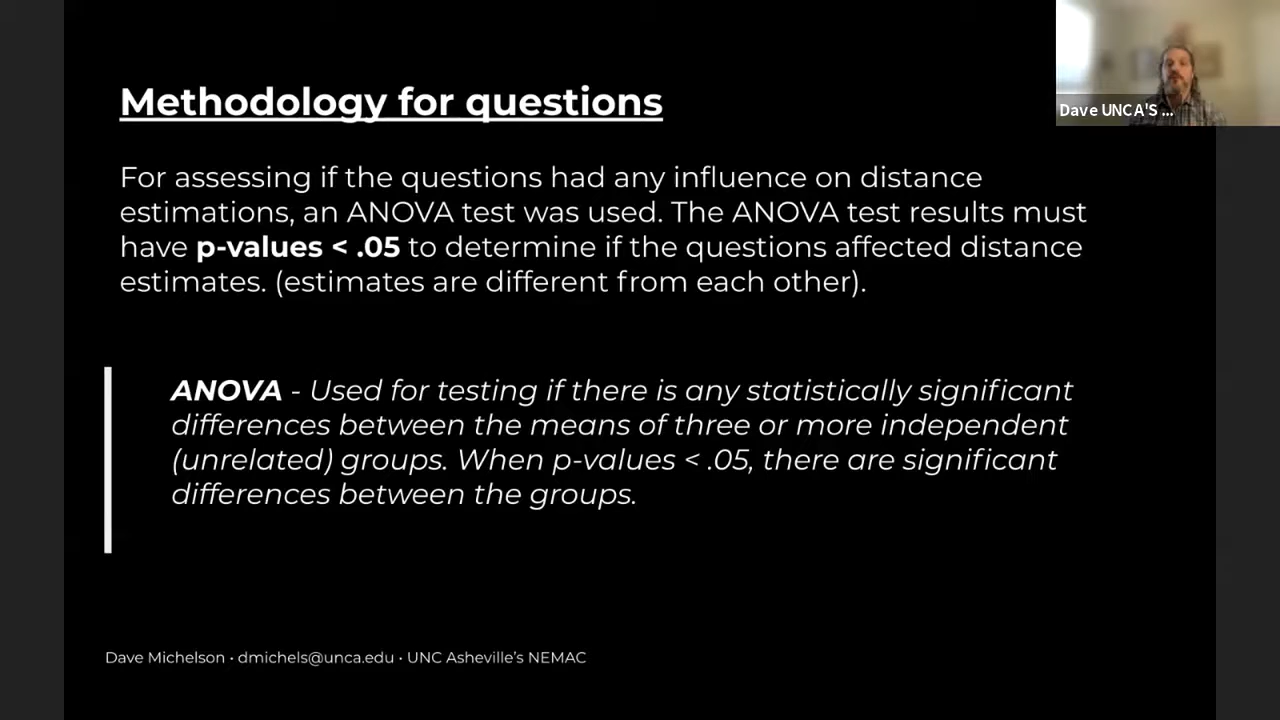 Methodology for questions
Dave UNCA'S ...
For assessing if the questions had any influence on distance
estimations, an ANOVA test was used. The ANOVA test results must
have p-values < .05 to determine if the questions affected distance
estimates. (estimates are different from each other).
ANOVA - Used for testing if there is any statistically significant
differences between the means of three or more independent
(unrelated) groups. When p-values < .05, there are significant
differences between the groups.
Dave Michelson • dmichels@unca.edu • UNC Asheville's NEMAC